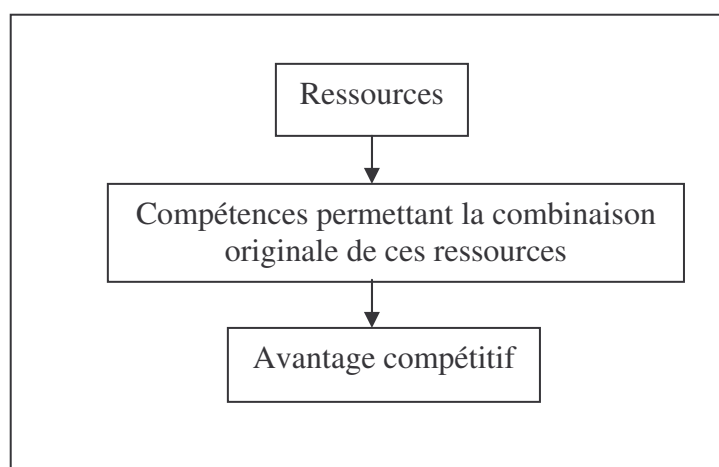 Ressources
Compétences permettant la combinaison
originale de ces ressources
Avantage compétitif